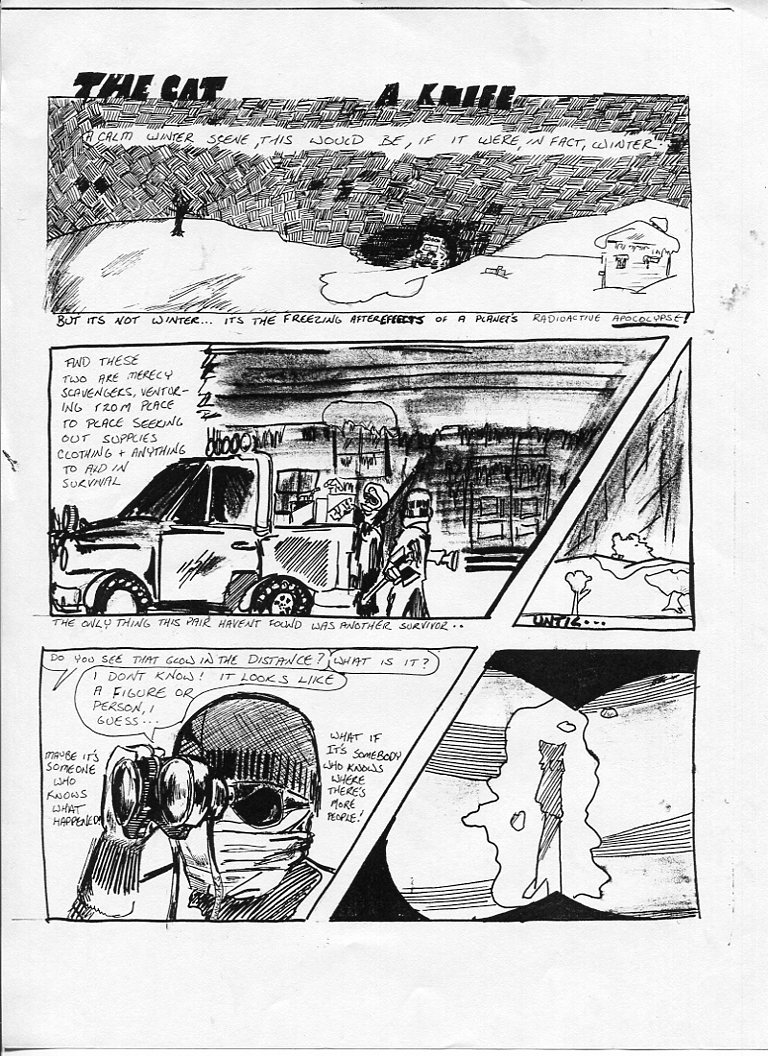 THE CAT A KNIFE
A CALM WINTER SCENE, THIS WOULD BE, IF IT WERE, IN FACT, WINTER..
BUT ITS NOT WINTER... ITS THE FREEZING AFTEREFFECTS OF A PLANET'S RADIOACTIVE APOCOLYPSE!
AND THESE
TWO ARE MERELY
SCAVENGERS, VENTUR-
ING FROM PLACE
TO PLACE SEEKING
OUT SUPPLIES
CLOTHING + ANYTHING
TO AID IN
SURVIVAL
THE ONLY THING THIS PAIR HAVENT FOUND WAS ANOTHER SURVIVOR..
UNTIL...
DO YOU SEE THAT GLOW IN THE DISTANCE? WHAT IS IT?
I DONT KNOW! IT LOOKS LIKE
A FIGURE OR
PERSON, I
GUESS...
MAYBE IT'S
SOMEONE
WHO
KNOWS
WHAT
HAPPENED!
WHAT IF
IT'S SOMEBODY
WHO KNOWS
WHERE
THERE'S
MORE
PEOPLE!